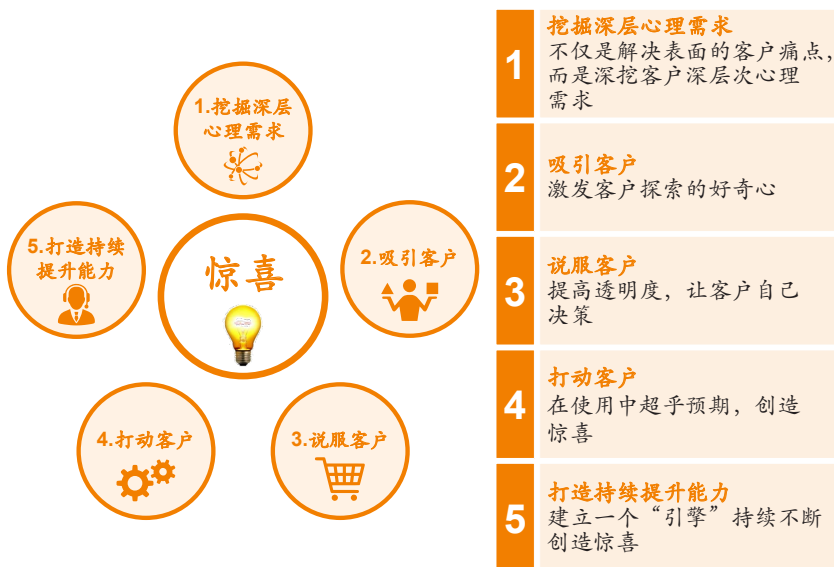 1.挖掘深层
心理需求
惊喜
2.吸引客户
3.说服客户
4.打动客户
5.打造持续
提升能力
1
挖掘深层心理需求
不仅是解决表面的客户痛点，
而是深挖客户深层次心理
需求
2
吸引客户
激发客户探索的好奇心
3
说服客户
提高透明度，让客户自己
决策
4
打动客户
在使用中超乎预期，创造
惊喜
5
打造持续提升能力
建立一个“引擎”持续不断
创造惊喜